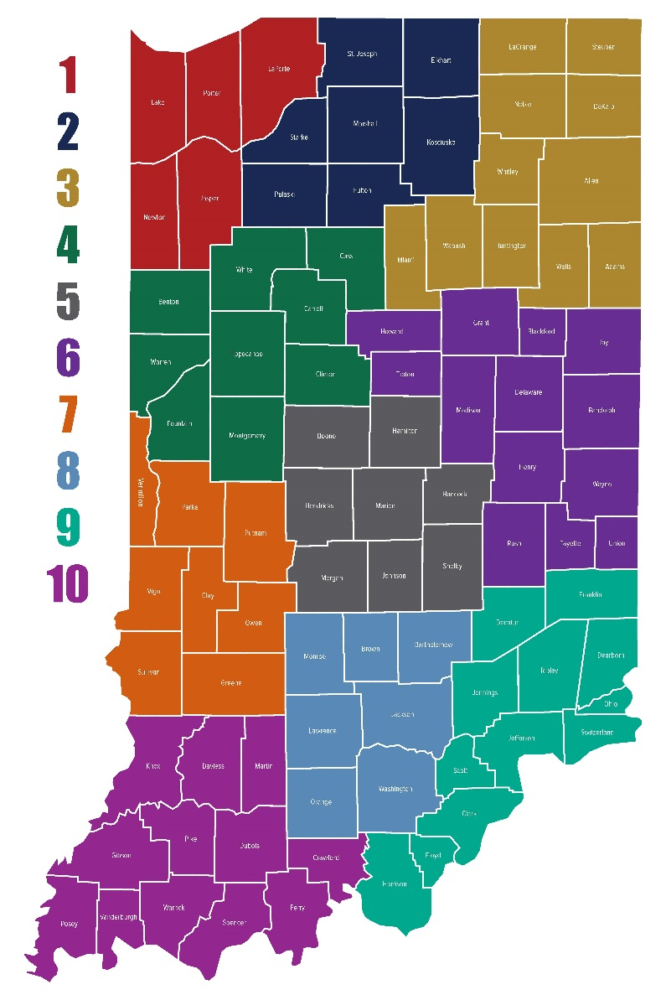 1
2
3
4
5
6
7
8
9
10
St. Joseph
Elkhart
LaGrange
Steuben
LaPorte
Porter
Lake
Noble
DeKalb
Starke
Marshall
Kosciusko
Whitley
Allen
Newton
Jasper
Pulaski
Fulton
White
Cass
Miami
Wabash
Huntington
Wells
Adams
Benton
Carroll
Howard
Grant
Blackford
Jay
Warren
Tippecanoe
Clinton
Tipton
Madison
Delaware
Randolph
Fountain
Montgomery
Boone
Hamilton
Henry
Wayne
Vermillion
Parke
Putnam
Hendricks
Marion
Hancock
Rush
Fayette
Union
Vigo
Clay
Owen
Morgan
Johnson
Shelby
Franklin
Decatur
Sullivan
Greene
Monroe
Brown
Bartholomew
Jennings
Ripley
Dearborn
Ohio
Switzerland
Jefferson
Lawrence
Jackson
Knox
Daviess
Martin
Orange
Washington
Scott
Clark
Gibson
Pike
Dubois
Crawford
Floyd
Harrison
Posey
Vanderburgh
Warrick
Spencer
Perry